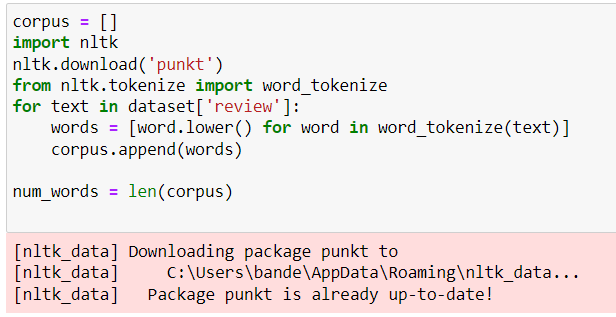 corpus = []
import nltk
nltk.download('punkt')
from nltk.tokenize import word_tokenize
for text in dataset['review']:
    words = [word.lower() for word in word_tokenize(text)]
    corpus.append(words)

num_words = len(corpus)

[nltk_data] Downloading package punkt to
[nltk_data]     C:\Users\bande\AppData\Roaming\nltk_data...
[nltk_data]   Package punkt is already up-to-date!